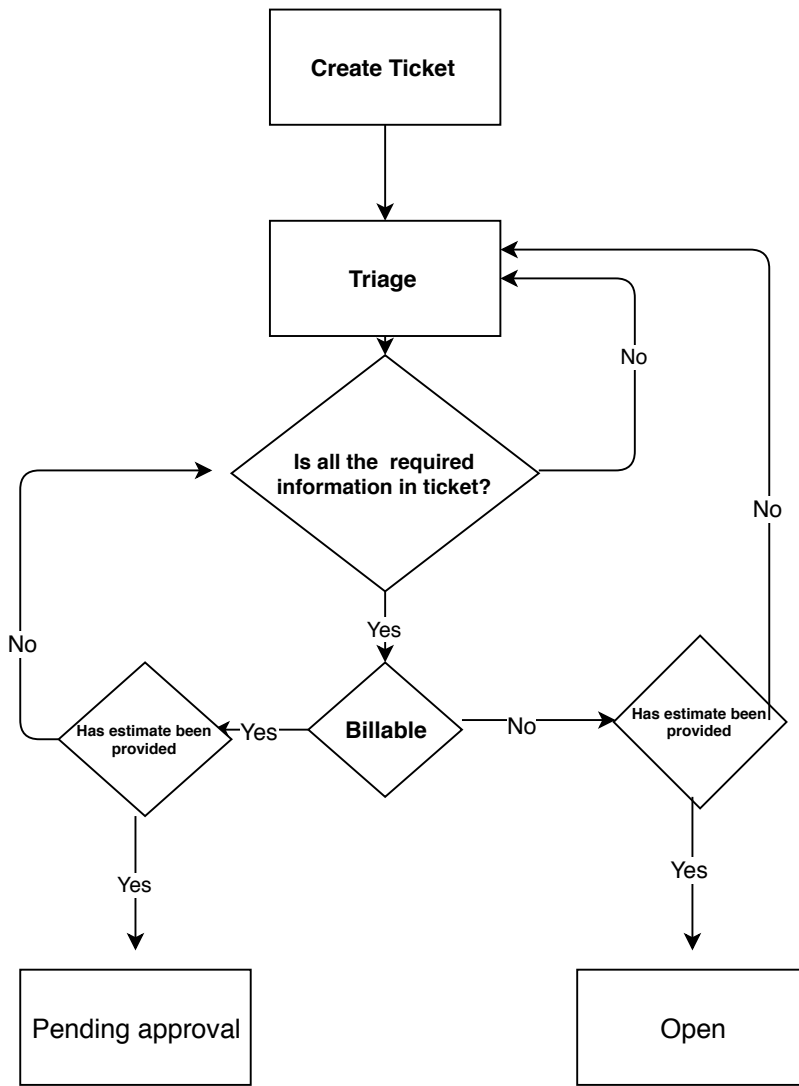 Create Ticket
Triage
No
Is all the  required
information in ticket?
No
Yes
No
Has estimate been
provided
Yes
Billable
No
Has estimate been
provided
Yes
Yes
Pending approval
Open